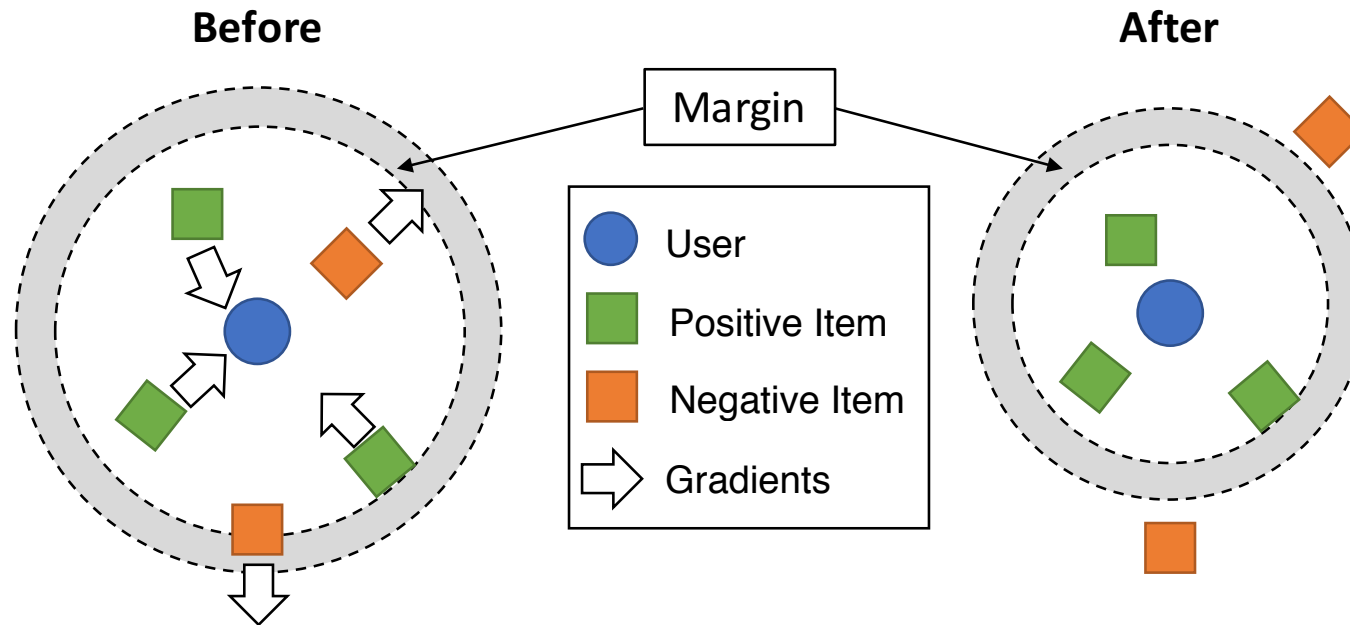 Before
After
Margin
User
Positive Item
Negative Item
Gradients